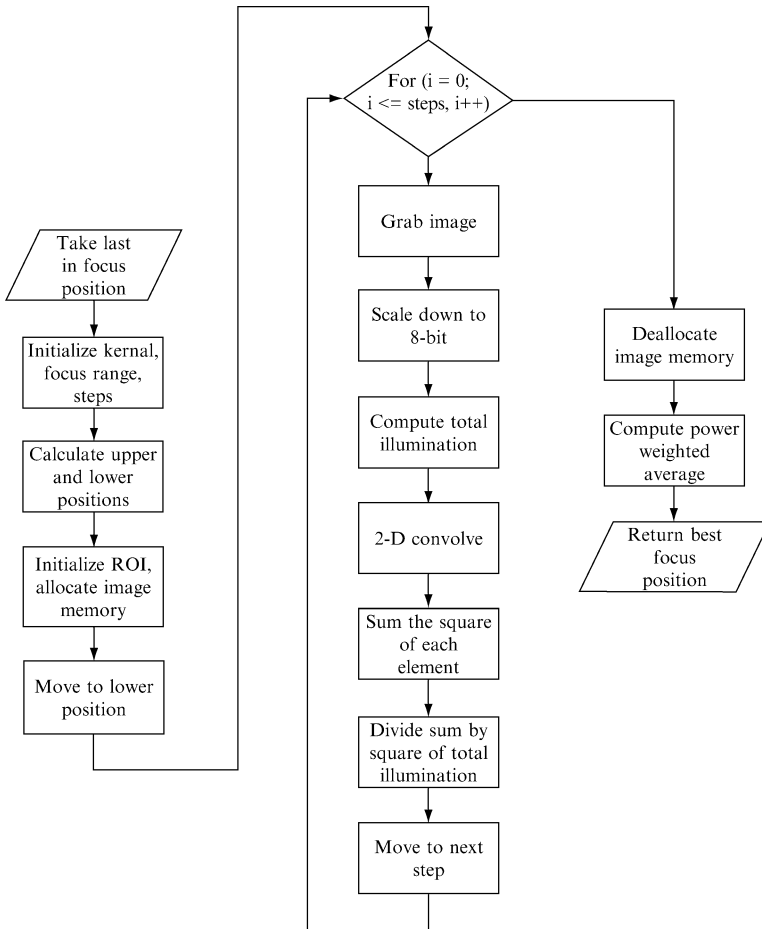 Take last
in focus
position
Initialize kernel,
focus range,
steps
Calculate upper
and lower
positions
Initialize ROI,
allocate image
memory
Move to lower
position
For (i = 0;
i <= steps, i++)
Grab image
Scale down to
8-bit
Compute total
illumination
2-D convolve
Sum the square
of each
element
Divide sum by
square of total
illumination
Move to next
step
Deallocate
image memory
Compute power
weighted
average
Return best
focus
position